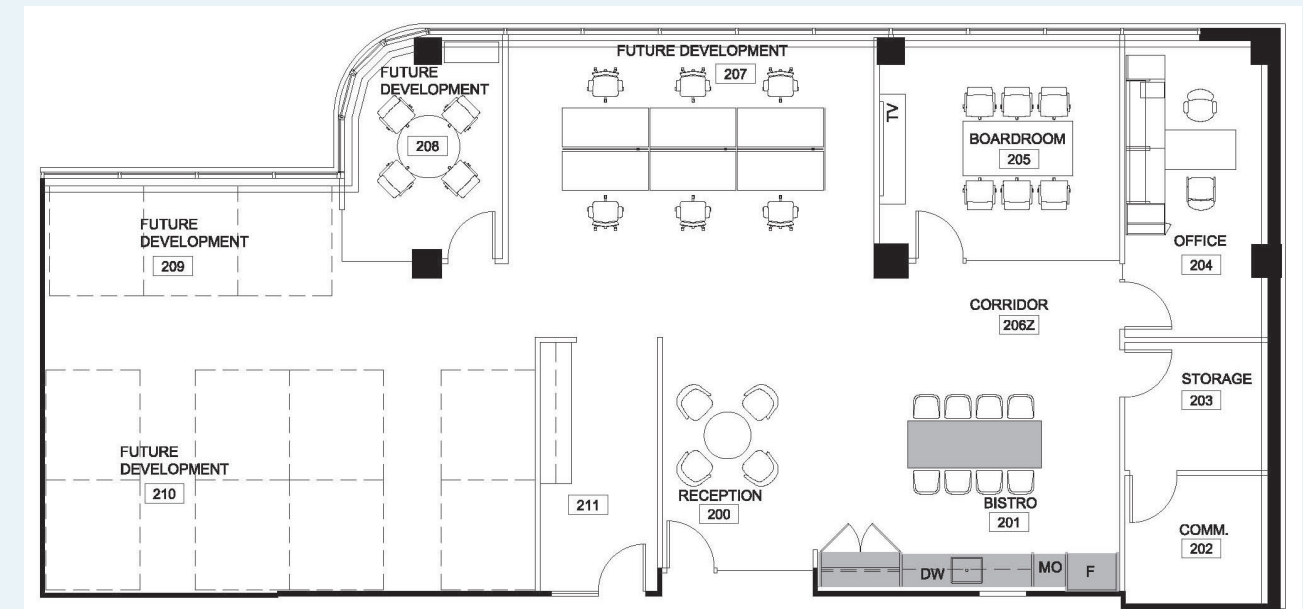 FUTURE DEVELOPMENT
207
FUTURE
DEVELOPMENT
208
TV
BOARDROOM
205
OFFICE
204
FUTURE
DEVELOPMENT
209
CORRIDOR
206Z
STORAGE
203
FUTURE
DEVELOPMENT
210
211
RECEPTION
200
BISTRO
201
COMM.
202
DW
MO
F